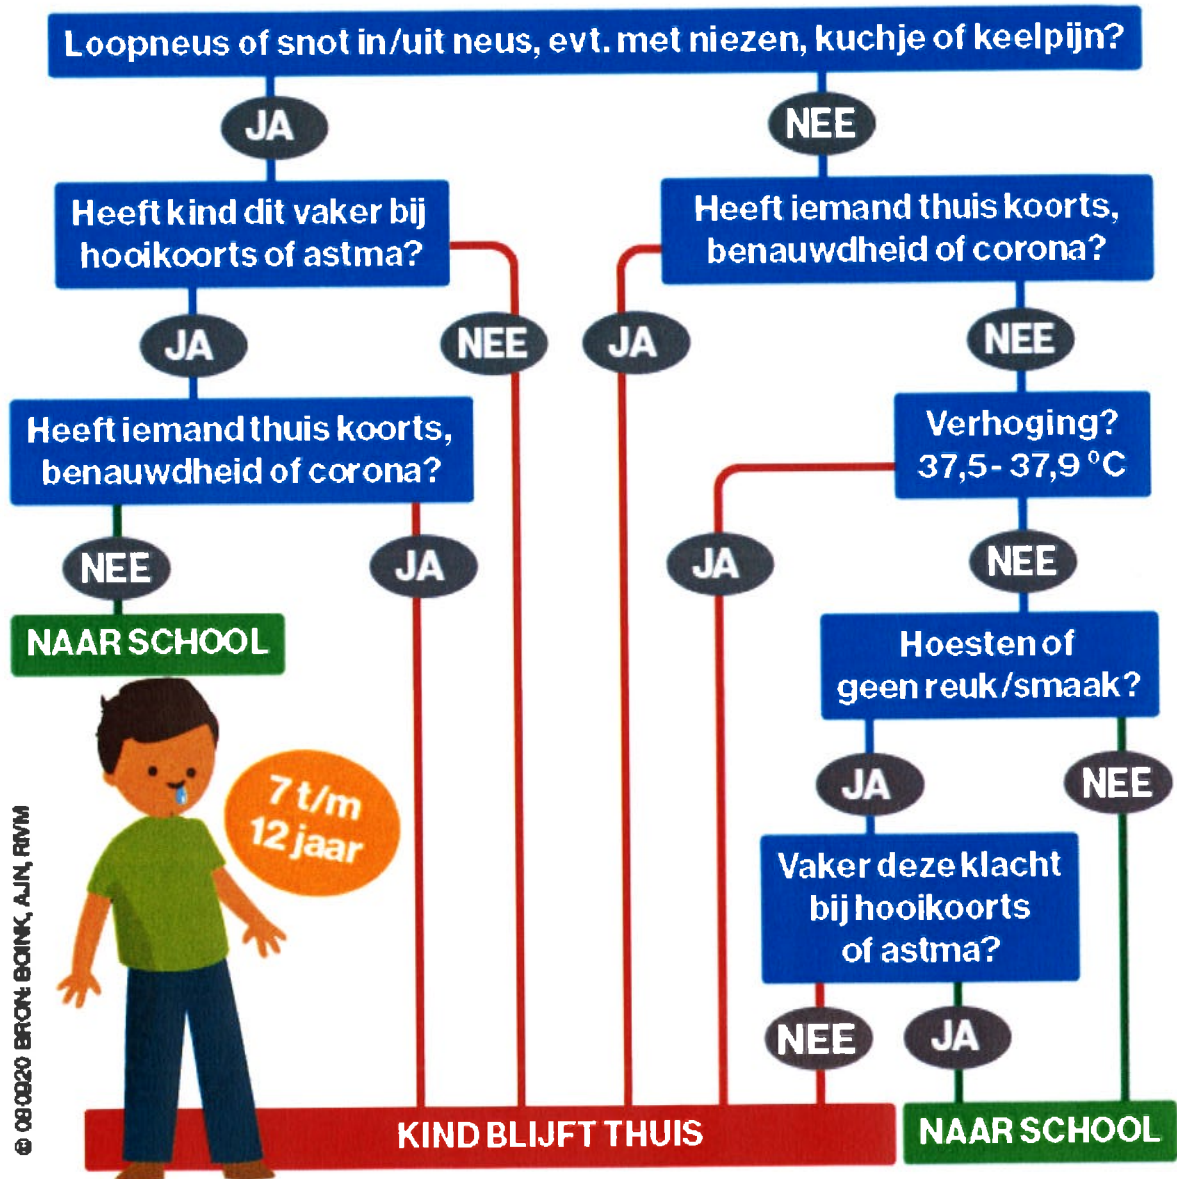 Loopneus of snot in/uit neus, evt. met niezen, kuchje of keelpijn?
JA
NEE
Heeft kind dit vaker bij
hooikoorts of astma?
Heeft iemand thuis koorts,
benauwdheid of corona?
JA
NEE
JA
NEE
Heeft iemand thuis koorts,
benauwdheid of corona?
Verhoging?
37,5 - 37,9 °C
NEE
JA
JA
NEE
NAAR SCHOOL
Hoesten of
geen reuk/smaak?
7 t/m
12 jaar
JA
NEE
Vaker deze klacht
bij hooikoorts
of astma?
NEE
JA
KIND BLIJFT THUIS
NAAR SCHOOL
© 080920 BRON: BOINK, AJN, RIVM